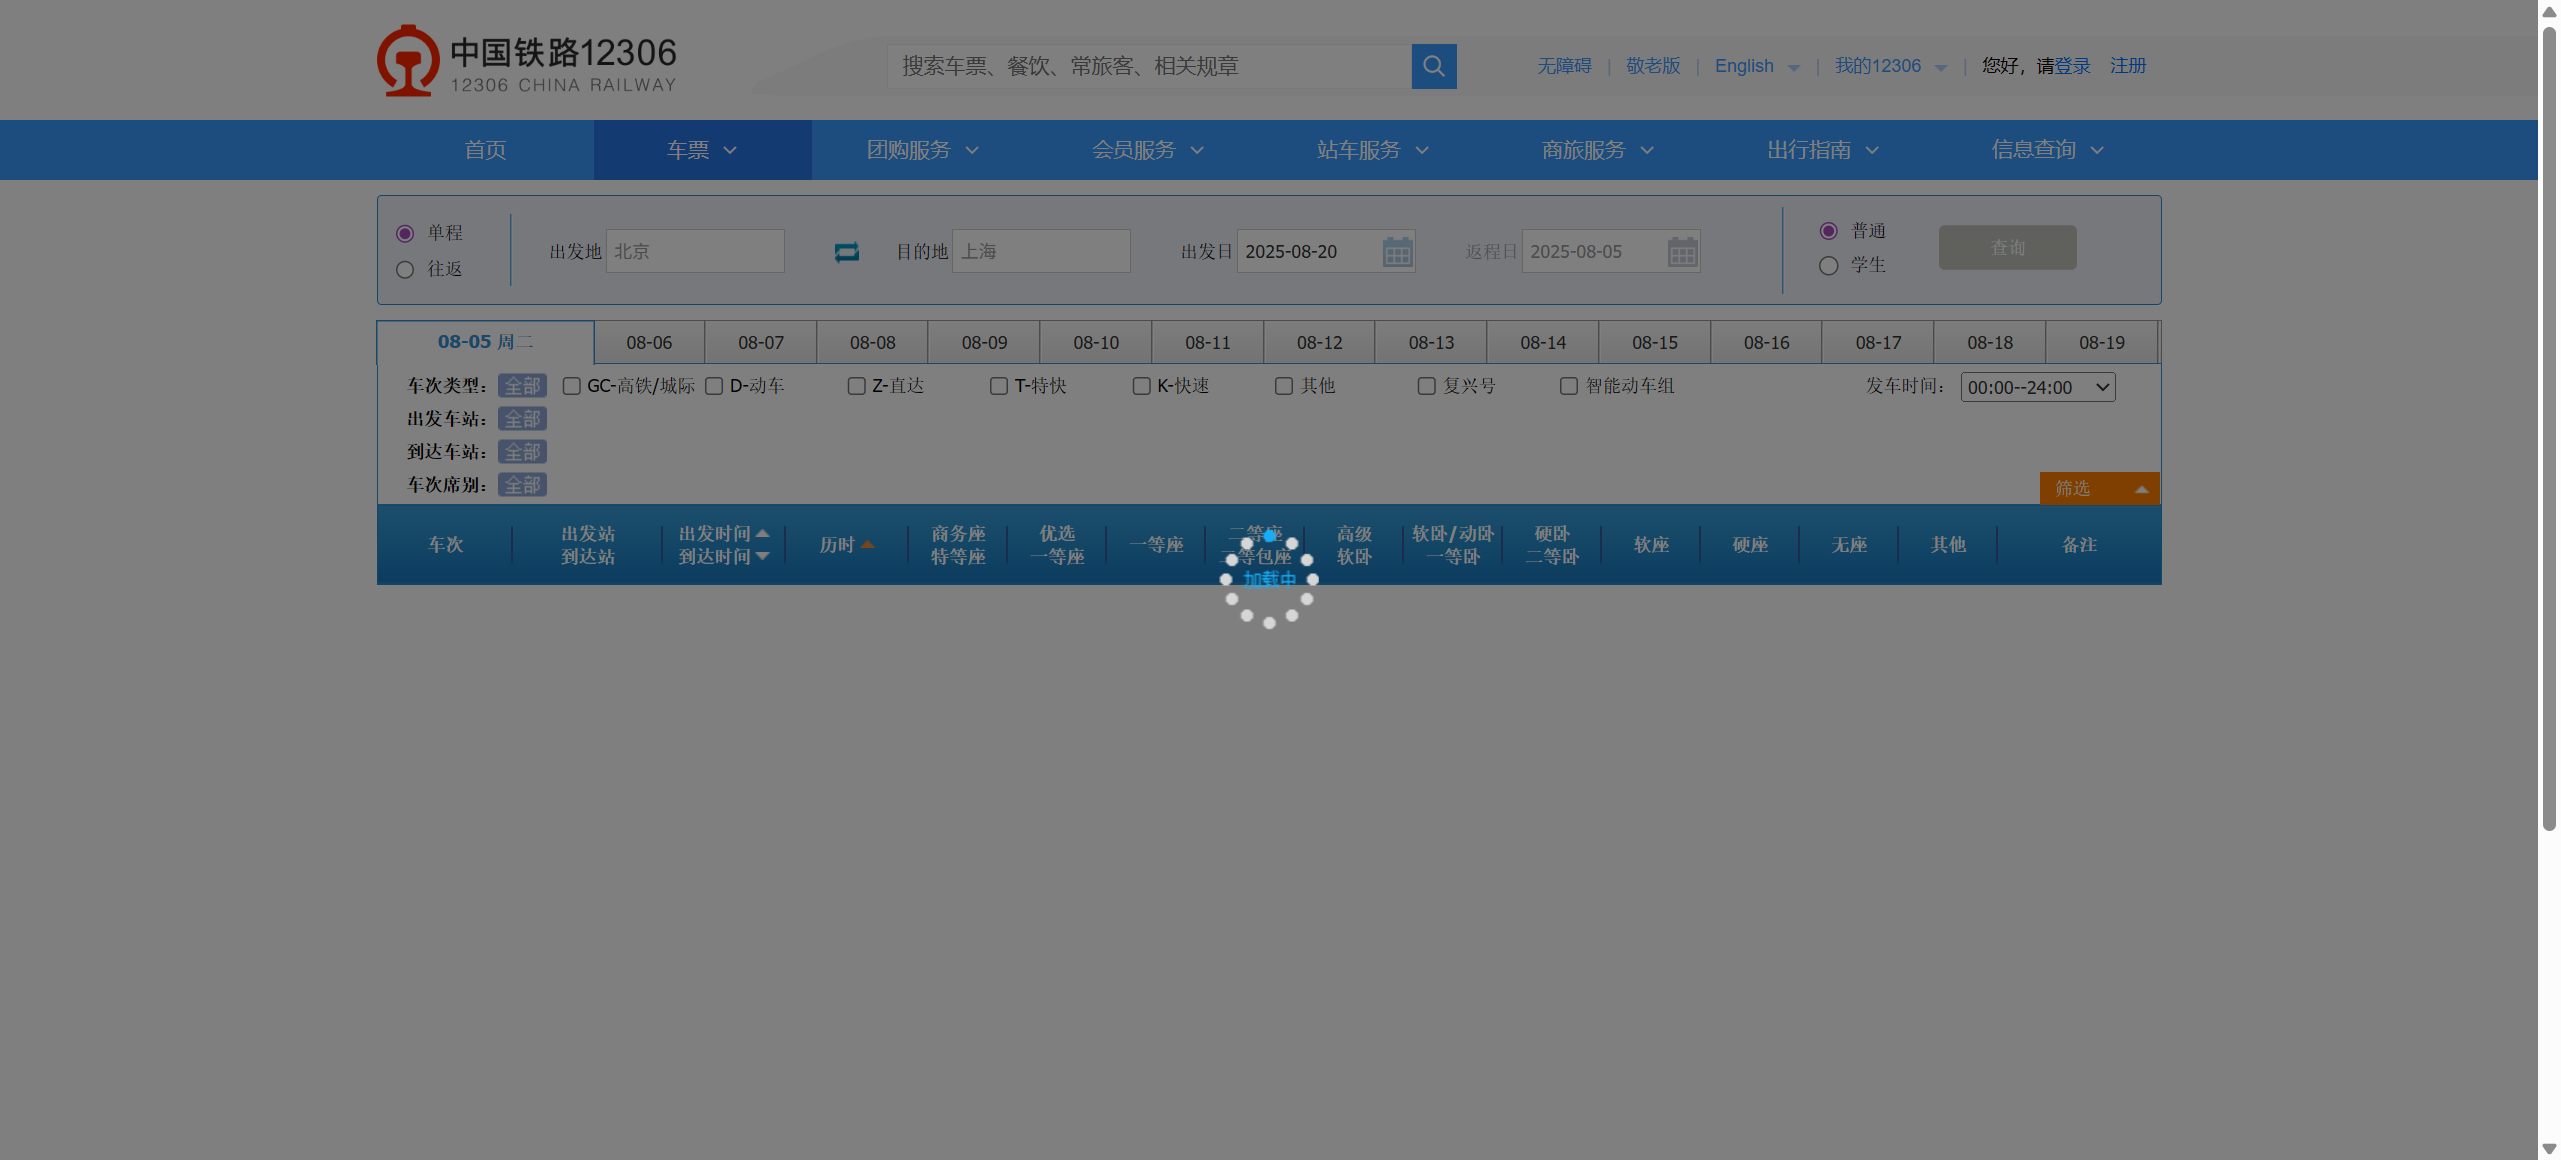 中国铁路12306
12306 CHINA RAILWAY
搜索车票、餐饮、常旅客、相关规章
无障碍 | 敬老版 | English | 我的12306 | 您好，请登录 注册
首页 车票 团购服务 会员服务 站车服务 商旅服务 出行指南 信息查询
单程
往返
出发地 北京 目的地 上海 出发日 2025-08-20 返程日 2025-08-05
普通
学生
查询
08-05 周二 08-06 08-07 08-08 08-09 08-10 08-11 08-12 08-13 08-14 08-15 08-16 08-17 08-18 08-19
车次类型： 全部 GC-高铁/城际 D-动车 Z-直达 T-特快 K-快速 其他 复兴号 智能动车组 发车时间： 00:00--24:00
出发车站： 全部
到达车站： 全部
车次席别： 全部
筛选
车次
出发站
到达站
出发时间
到达时间
历时
商务座
特等座
优选
一等座
一等座
二等座
二等包座
高级
软卧
软卧/动卧
一等卧
硬卧
二等卧
软座
硬座
无座
其他
备注
加载中